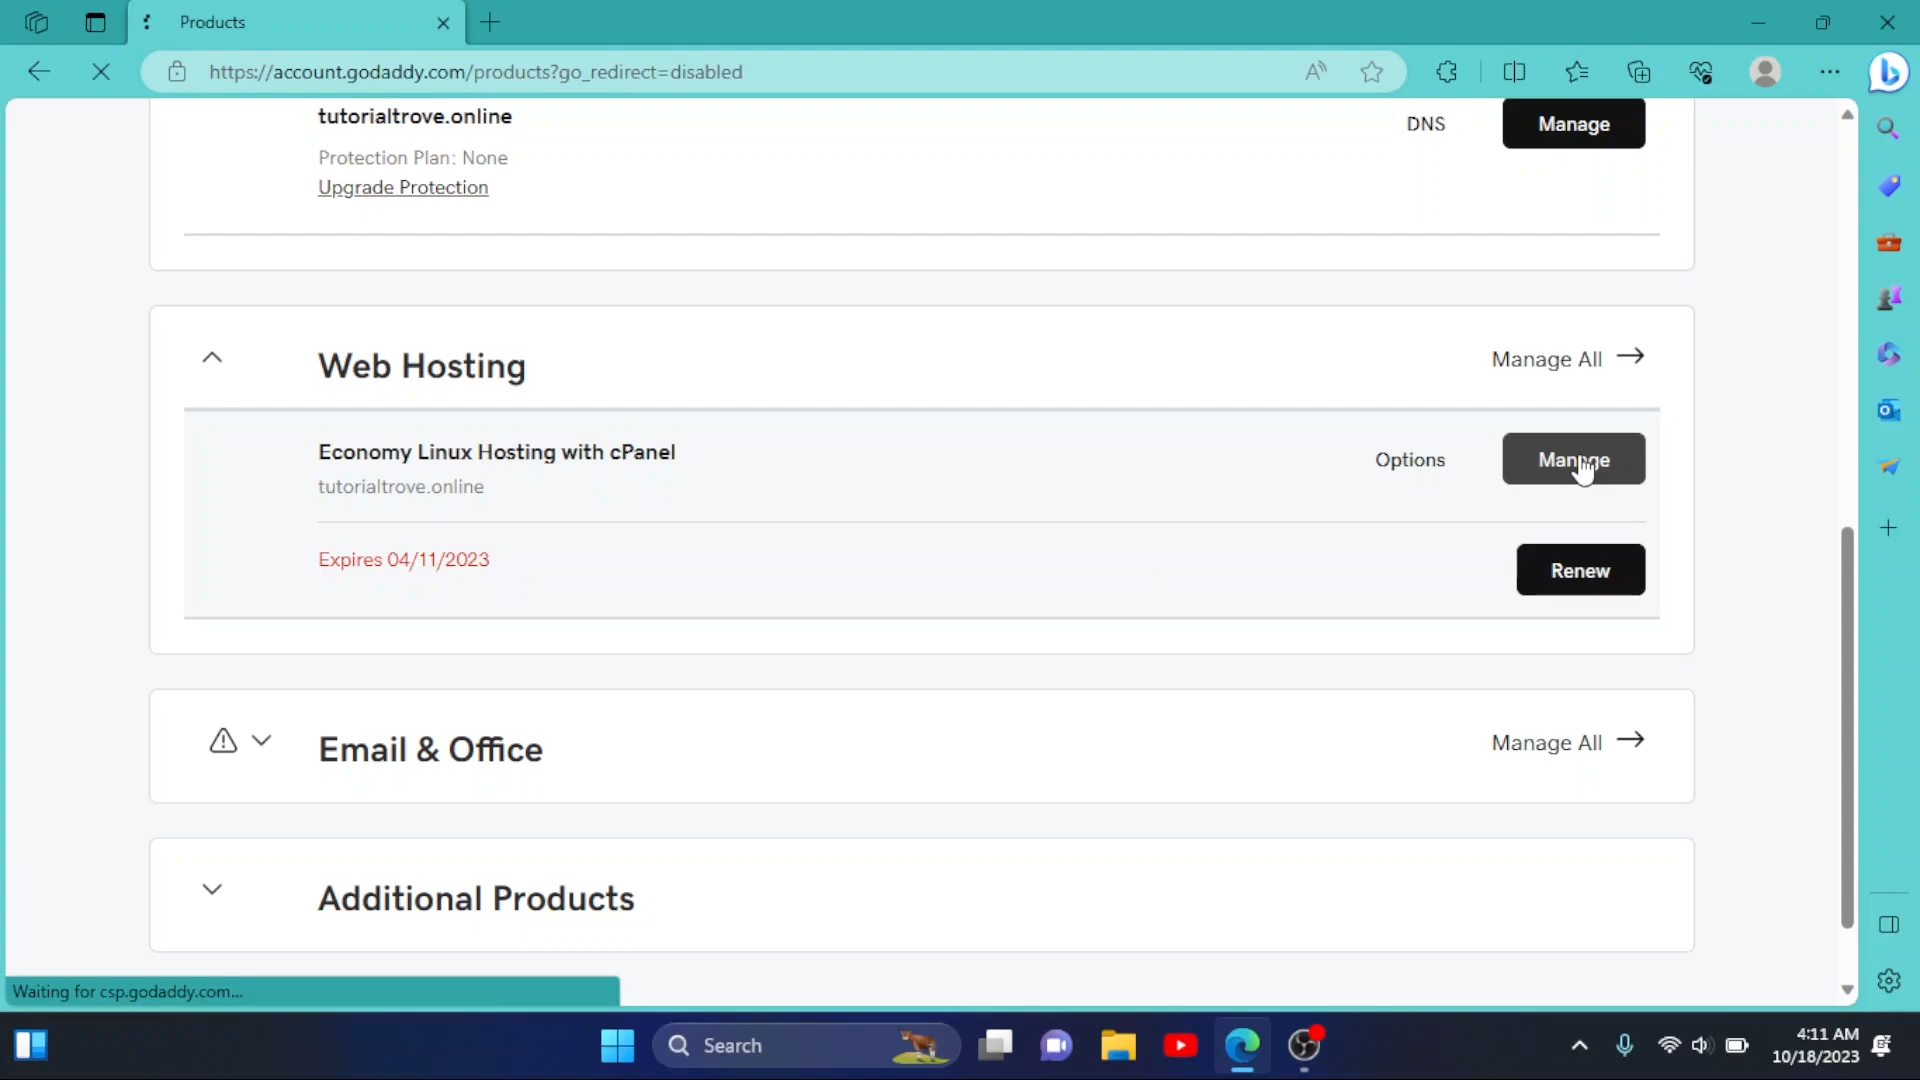 Products
https://account.godaddy.com/products?go_redirect=disabled
tutorialtrove.online
DNS
Manage
Protection Plan: None
Upgrade Protection
Web Hosting
Manage All
Economy Linux Hosting with cPanel
Options
Manage
tutorialtrove.online
Expires 04/11/2023
Renew
Email & Office
Manage All
Additional Products
Waiting for csp.godaddy.com...
Search
4:11 AM
10/18/2023